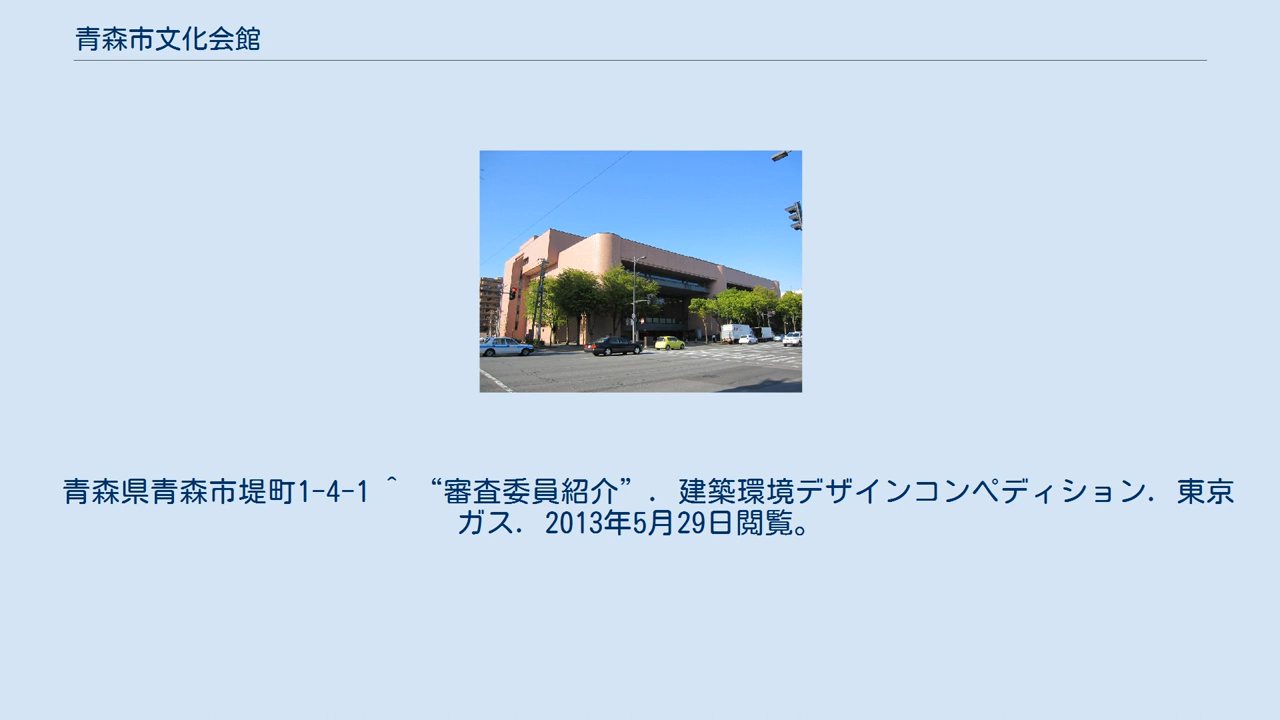 青森市文化会館
青森県青森市堤町1-4-1 ^ “審査委員紹介”. 建築環境デザインコンペディション. 東京
ガス. 2013年5月29日閲覧。